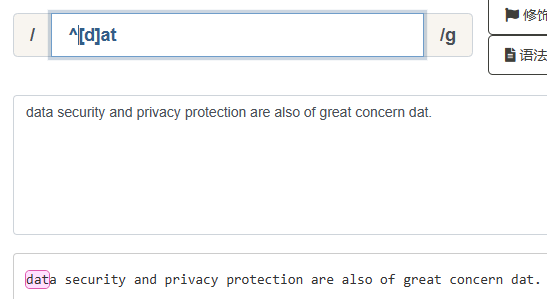 修饰
/ ^[d]at /g
语法
data security and privacy protection are also of great concern dat.
data security and privacy protection are also of great concern dat.